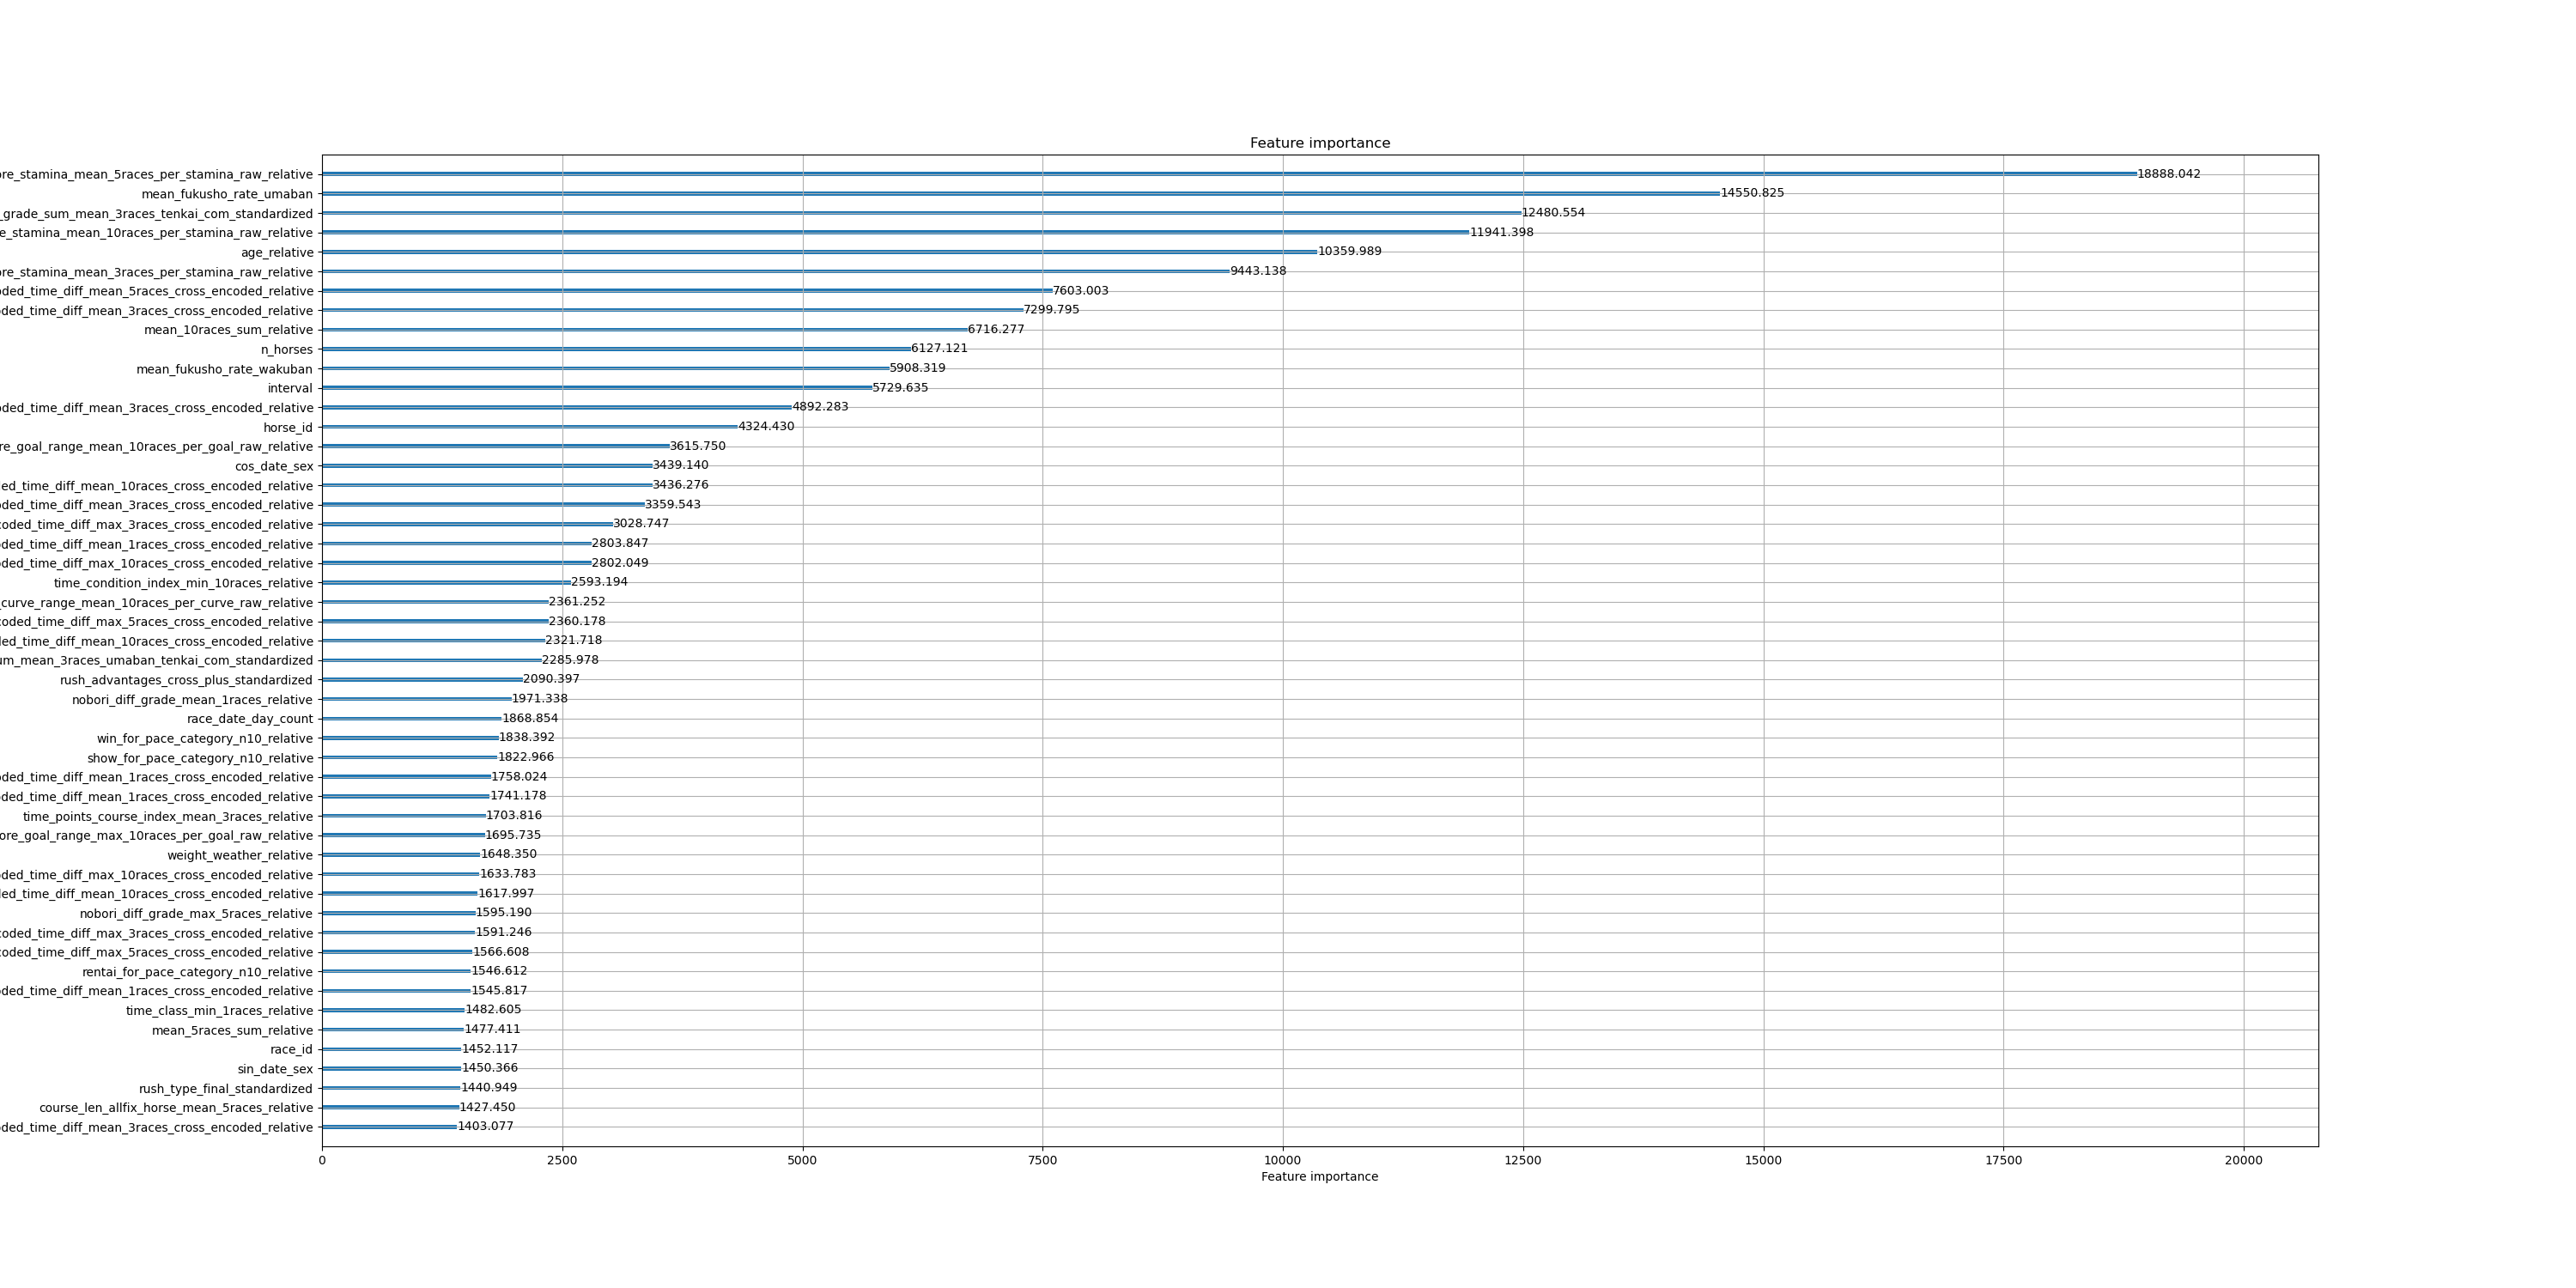 Feature importance
ore_stamina_mean_5races_per_stamina_raw_relative 18888.042
mean_fukusho_rate_umaban 14550.825
_grade_sum_mean_3races_tenkai_com_standardized 12480.554
e_stamina_mean_10races_per_stamina_raw_relative 11941.398
age_relative 10359.989
ore_stamina_mean_3races_per_stamina_raw_relative 9443.138
oded_time_diff_mean_5races_cross_encoded_relative 7603.003
oded_time_diff_mean_3races_cross_encoded_relative 7299.795
mean_10races_sum_relative 6716.277
n_horses 6127.121
mean_fukusho_rate_wakuban 5908.319
interval 5729.635
oded_time_diff_mean_3races_cross_encoded_relative 4892.283
horse_id 4324.430
re_goal_range_mean_10races_per_goal_raw_relative 3615.750
cos_date_sex 3439.140
ed_time_diff_mean_10races_cross_encoded_relative 3436.276
oded_time_diff_mean_3races_cross_encoded_relative 3359.543
coded_time_diff_max_3races_cross_encoded_relative 3028.747
oded_time_diff_mean_1races_cross_encoded_relative 2803.847
oded_time_diff_max_10races_cross_encoded_relative 2802.049
time_condition_index_min_10races_relative 2593.194
_curve_range_mean_10races_per_curve_raw_relative 2361.252
coded_time_diff_max_5races_cross_encoded_relative 2360.178
led_time_diff_mean_10races_cross_encoded_relative 2321.718
um_mean_3races_umaban_tenkai_com_standardized 2285.978
rush_advantages_cross_plus_standardized 2090.397
nobori_diff_grade_mean_1races_relative 1971.338
race_date_day_count 1868.854
win_for_pace_category_n10_relative 1838.392
show_for_pace_category_n10_relative 1822.966
oded_time_diff_mean_1races_cross_encoded_relative 1758.024
oded_time_diff_mean_1races_cross_encoded_relative 1741.178
time_points_course_index_mean_3races_relative 1703.816
ore_goal_range_max_10races_per_goal_raw_relative 1695.735
weight_weather_relative 1648.350
oded_time_diff_max_10races_cross_encoded_relative 1633.783
led_time_diff_mean_10races_cross_encoded_relative 1617.997
nobori_diff_grade_max_5races_relative 1595.190
coded_time_diff_max_3races_cross_encoded_relative 1591.246
coded_time_diff_max_5races_cross_encoded_relative 1566.608
rentai_for_pace_category_n10_relative 1546.612
oded_time_diff_mean_1races_cross_encoded_relative 1545.817
time_class_min_1races_relative 1482.605
mean_5races_sum_relative 1477.411
race_id 1452.117
sin_date_sex 1450.366
rush_type_final_standardized 1440.949
course_len_allfix_horse_mean_5races_relative 1427.450
oded_time_diff_mean_3races_cross_encoded_relative 1403.077
0 2500 5000 7500 10000 12500 15000 17500 20000
Feature importance